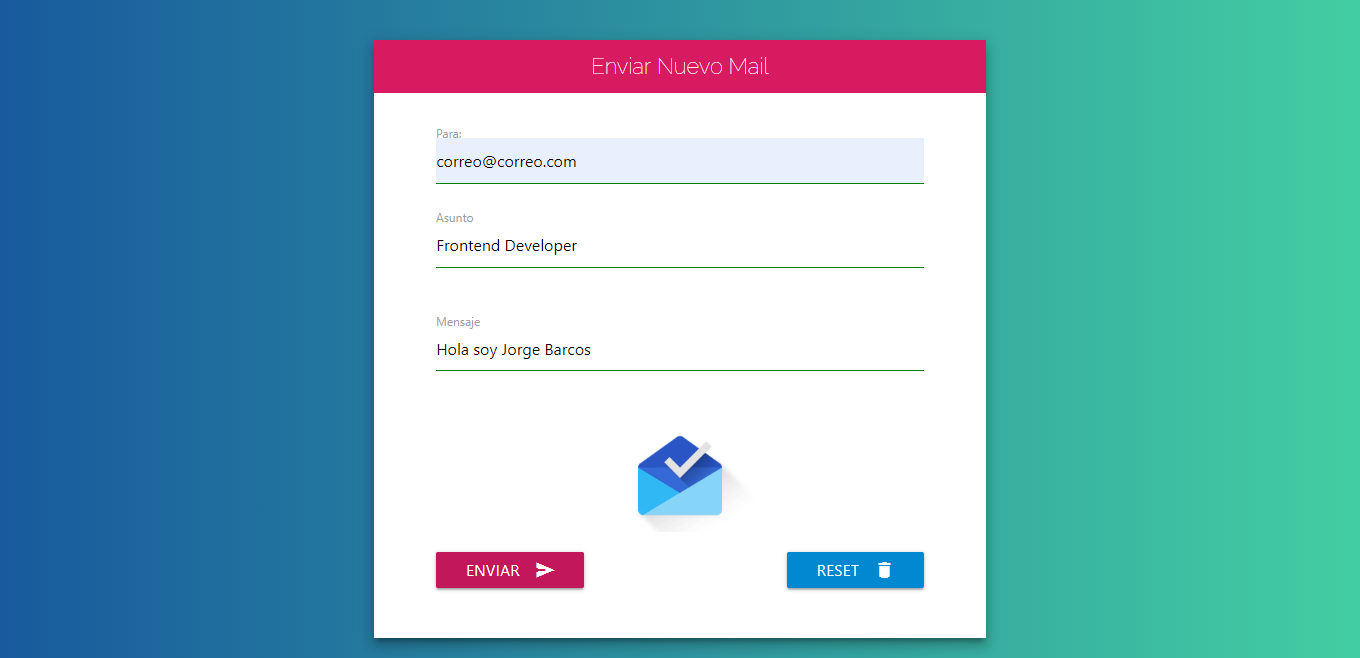 Enviar Nuevo Mail
Para:
correo@correo.com
Asunto
Frontend Developer
Mensaje
Hola soy Jorge Barcos
ENVIAR
RESET